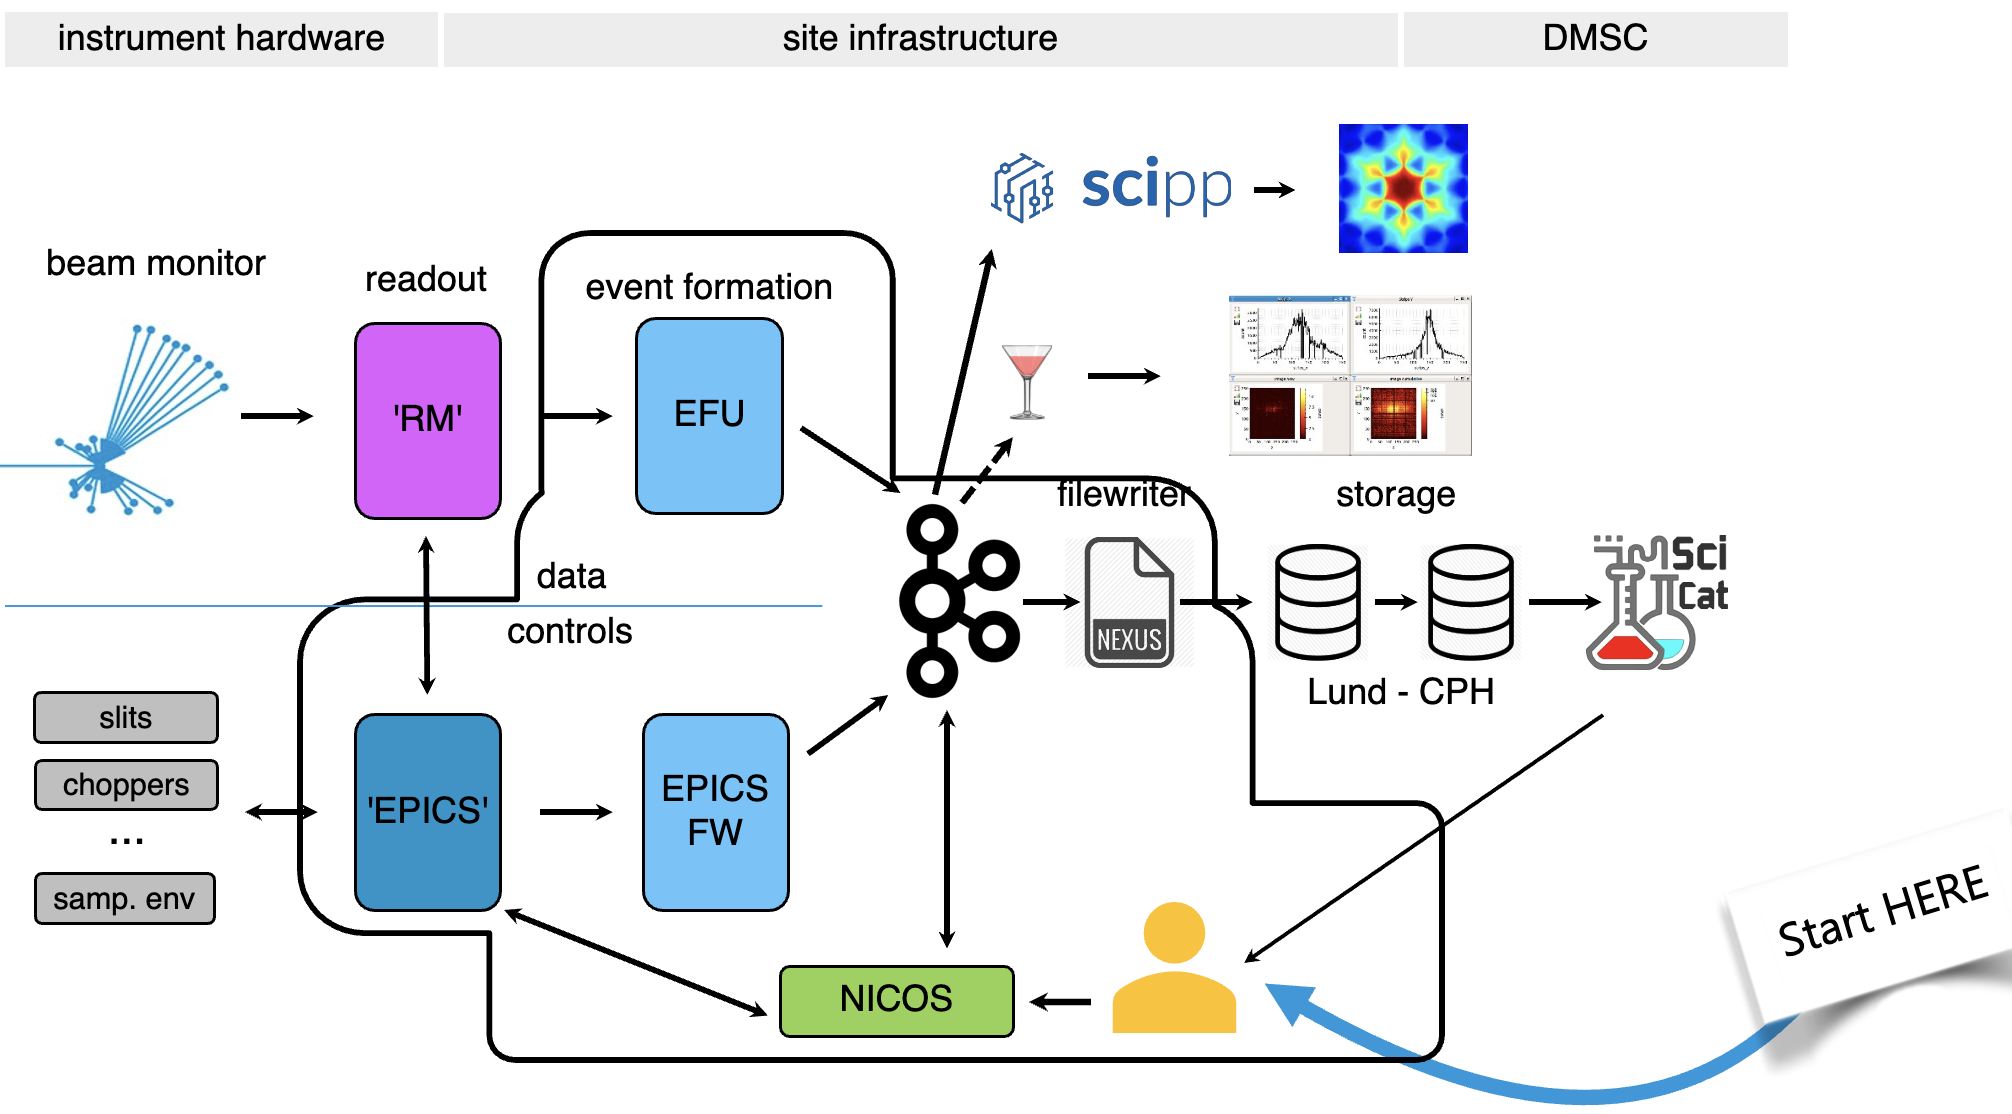 instrument hardware
site infrastructure
DMSC
scipp
beam monitor
readout
event formation
'RM'
EFU
filewriter
storage
data
controls
NEXUS
Sci
Cat
Lund - CPH
slits
choppers
...
samp. env
'EPICS'
EPICS
FW
NICOS
Start HERE